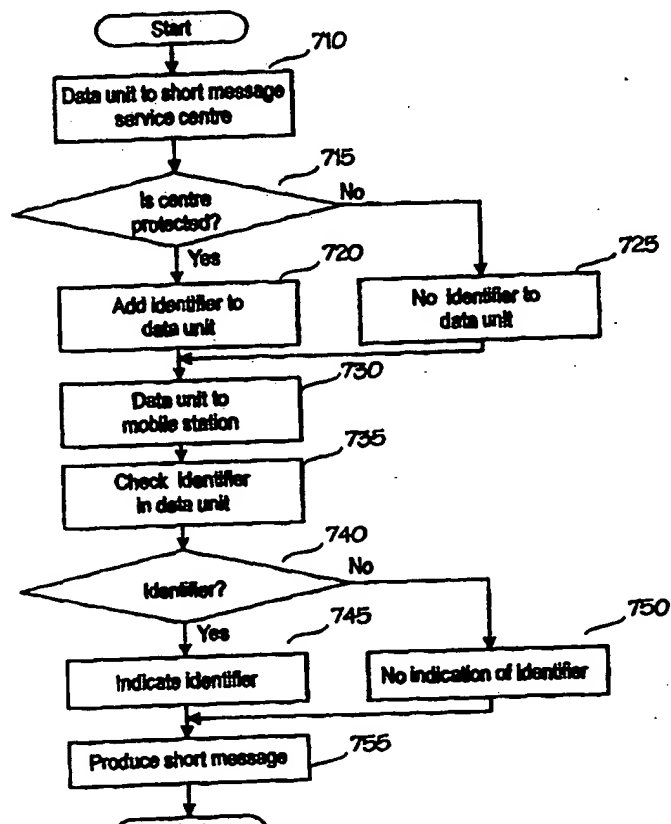 Start
710
Data unit to short message
service centre
715
Is centre
protected?
No
Yes
720
725
Add identifier to
data unit
No identifier to
data unit
730
Data unit to
mobile station
735
Check identifier
in data unit
740
Identifier?
No
Yes
745
750
Indicate identifier
No indication of identifier
755
Produce short message